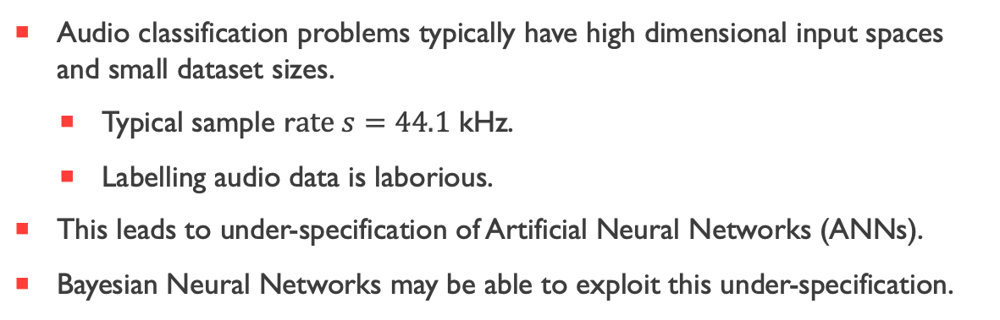 Audio classification problems typically have high dimensional input spaces
and small dataset sizes.
Typical sample rate s = 44.1 kHz.
Labelling audio data is laborious.
This leads to under-specification of Artificial Neural Networks (ANNs).
Bayesian Neural Networks may be able to exploit this under-specification.